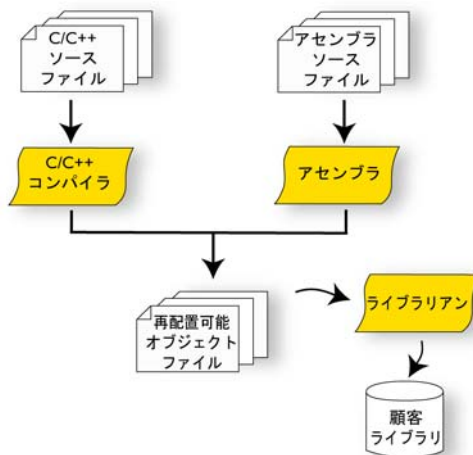 C/C++
ソース
ファイル
アセンブラ
ソース
ファイル
C/C++
コンパイラ
アセンブラ
再配置可能
オブジェクト
ファイル
ライブラリアン
顧客
ライブラリ